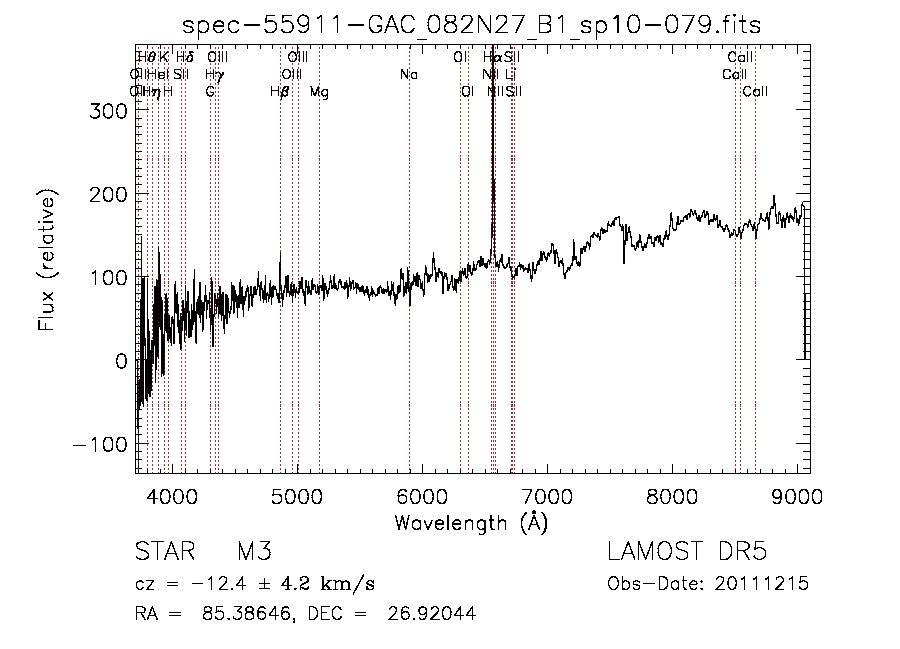 spec-55911-GAC_082N27_B1_sp10-079.fits
Hθ K Hδ OIII OIII OI Hα SII CaII
OII HeI SII Hγ OIII Na NII Li CaII
OII Hη H G Hβ Mg OI NII SII CaII
300
200
100
0
-100
Flux (relative)
4000 5000 6000 7000 8000 9000
Wavelength (Å)
STAR M3 LAMOST DR5
cz = -12.4 ± 4.2 km/s Obs-Date: 20111215
RA = 85.38646, DEC = 26.92044